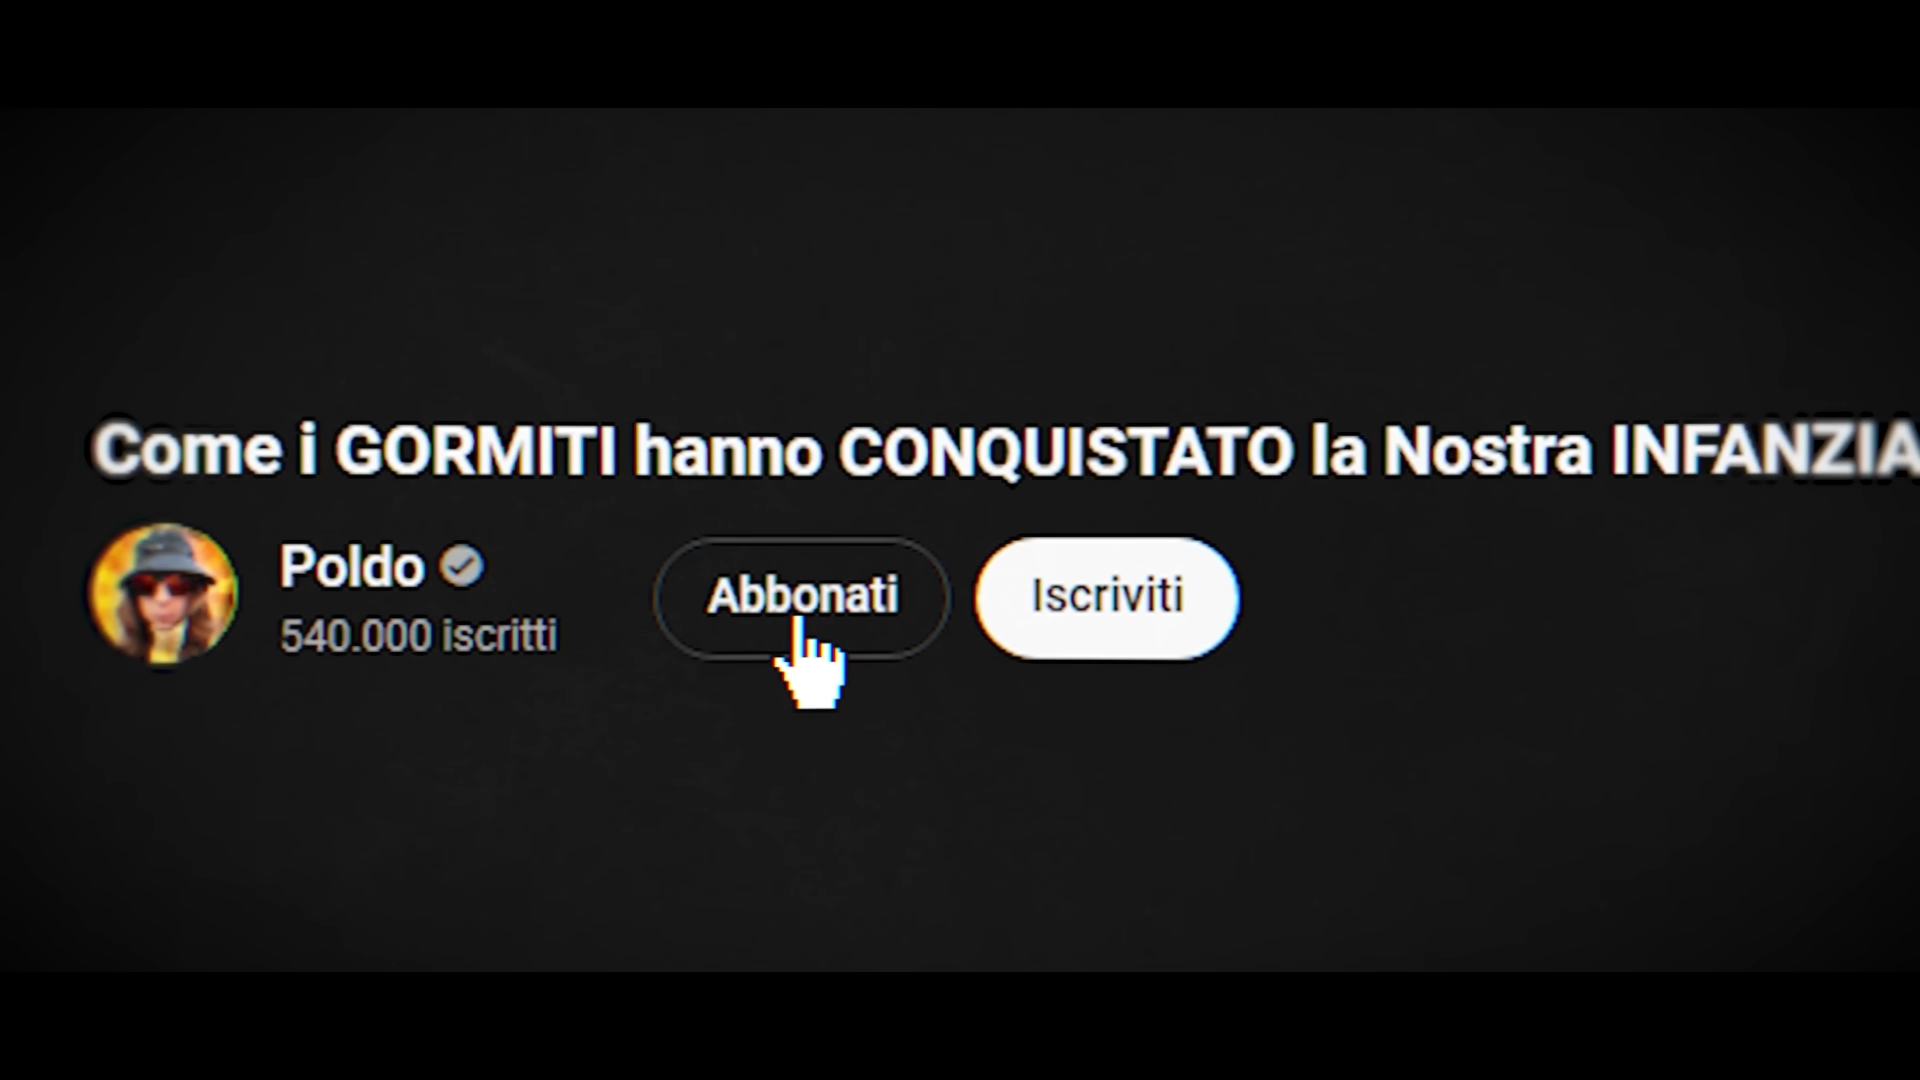 Come i GORMITI hanno CONQUISTATO la Nostra INFANZIA
Poldo
540.000 iscritti
Abbonati
Iscriviti